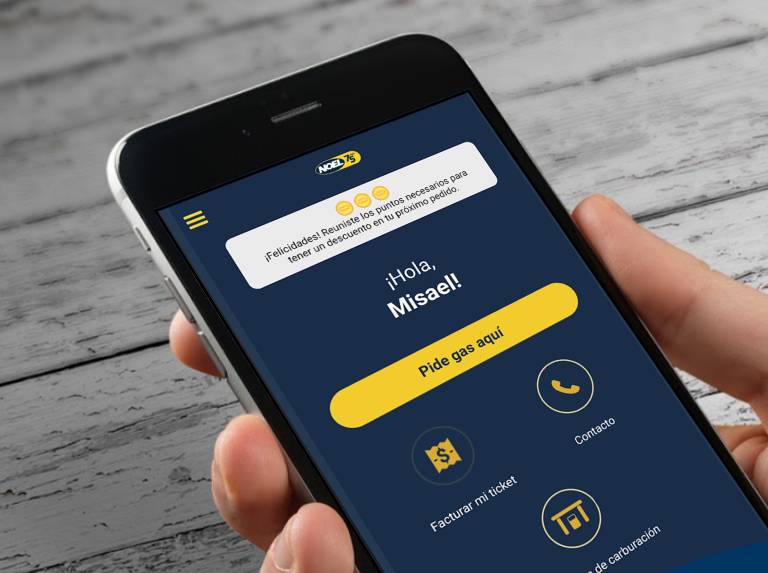 NOEL 75
¡Felicidades! Reuniste los puntos necesarios para
tener un descuento en tu próximo pedido.
¡Hola,
Misael!
Pide gas aquí
Contacto
Facturar mi ticket
de carburación